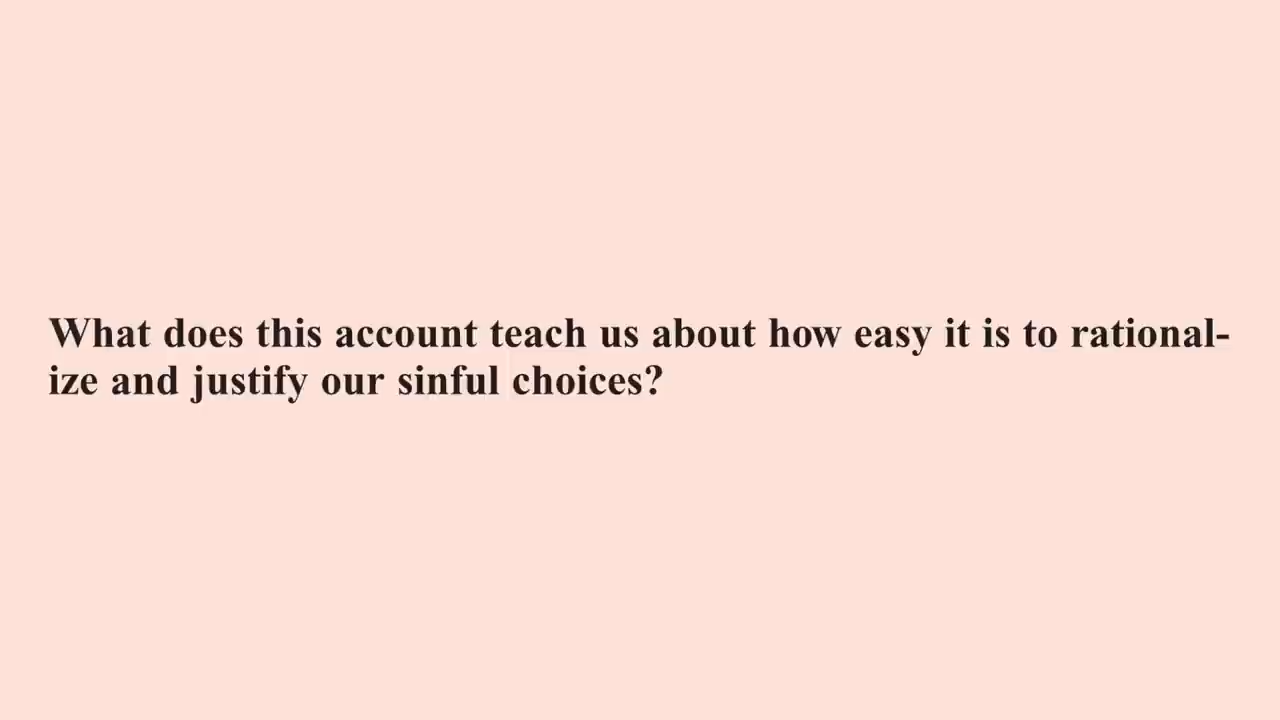 What does this account teach us about how easy it is to rational-
ize and justify our sinful choices?